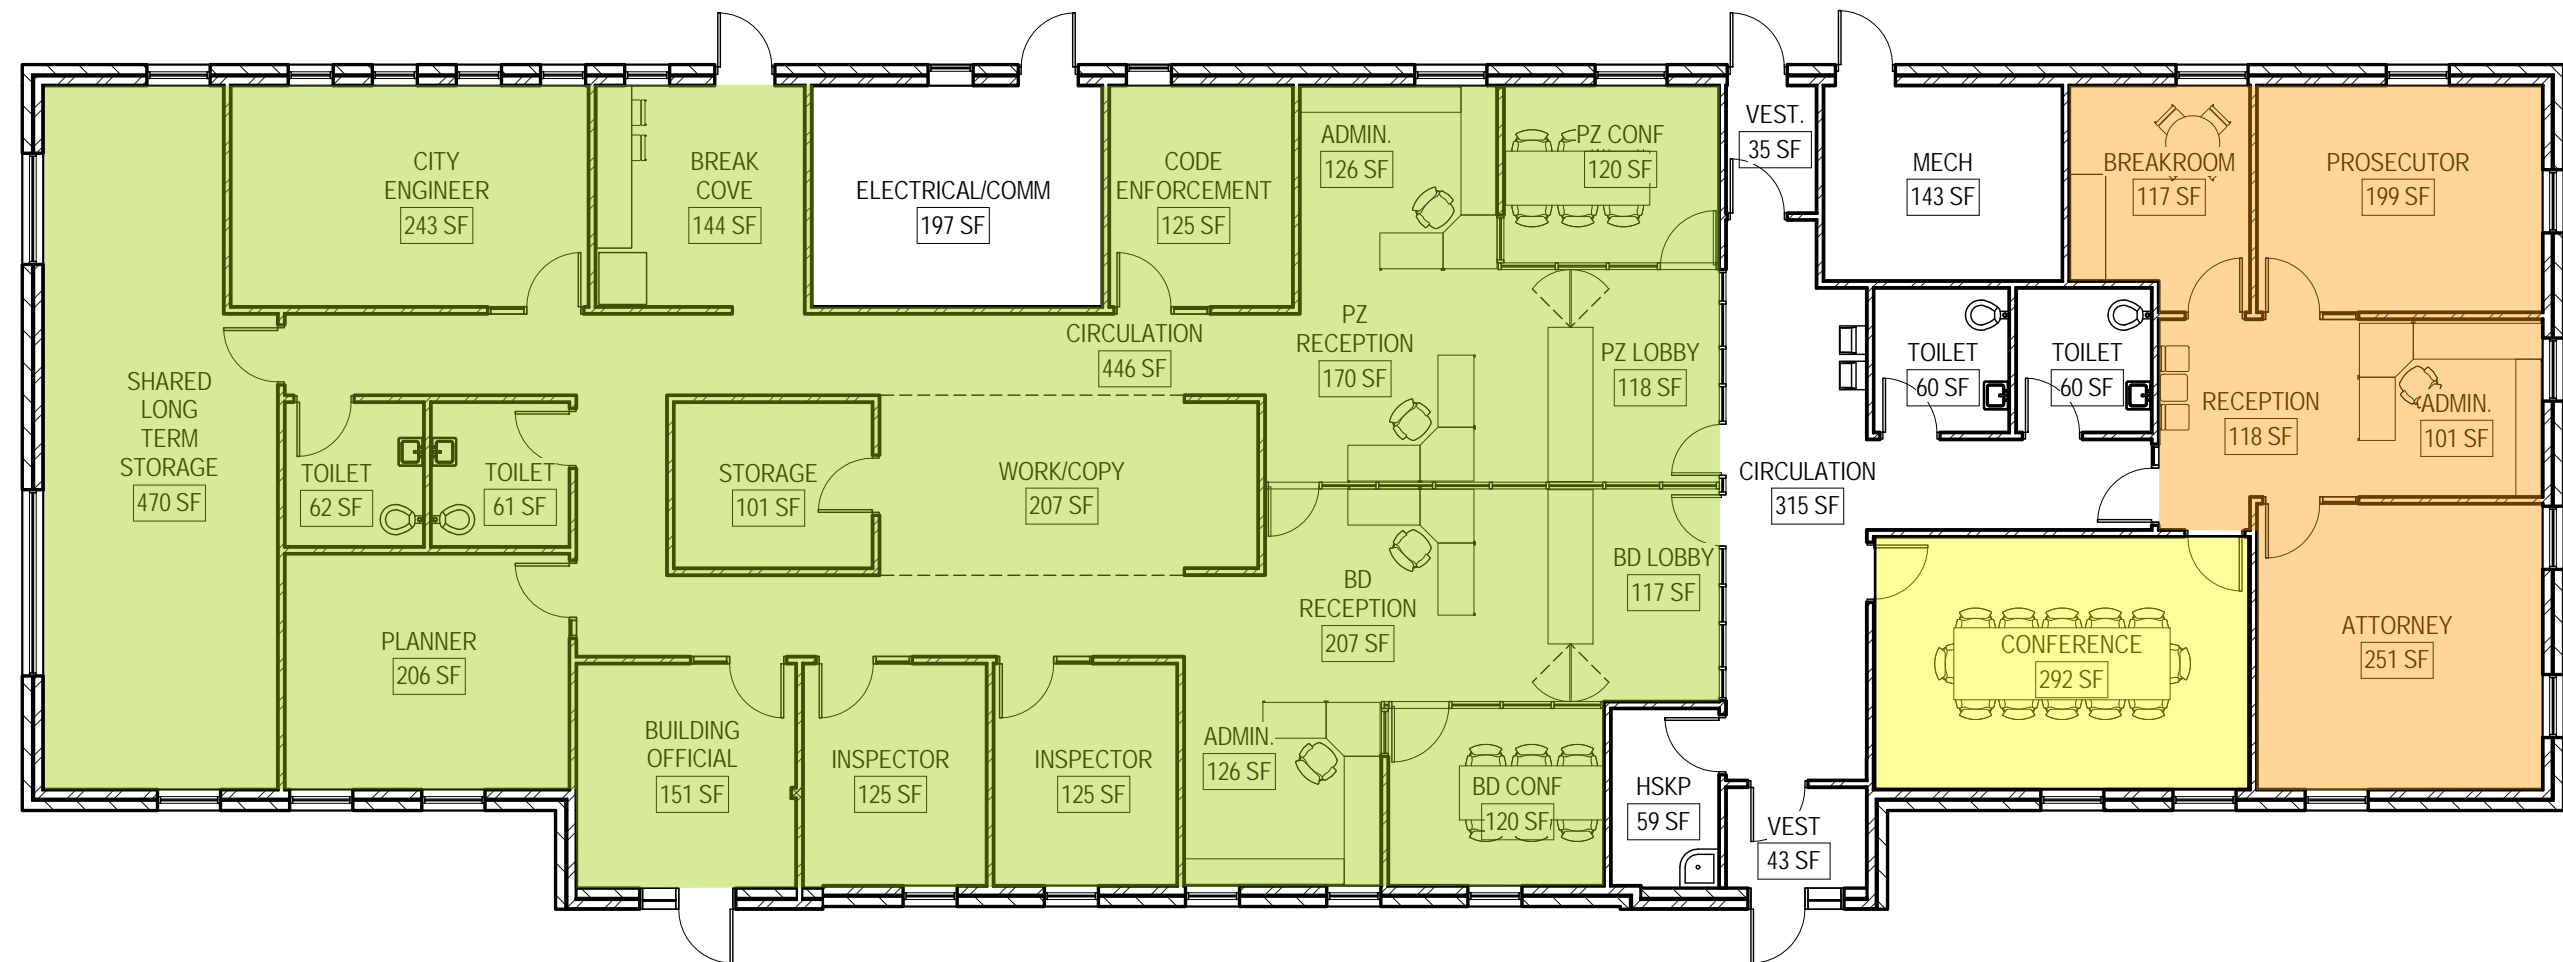 CITY
ENGINEER
243 SF
BREAK
COVE
144 SF
ELECTRICAL/COMM
197 SF
CODE
ENFORCEMENT
125 SF
ADMIN.
126 SF
PZ CONF
120 SF
VEST.
35 SF
MECH
143 SF
BREAKROOM
117 SF
PROSECUTOR
199 SF
SHARED
LONG
TERM
STORAGE
470 SF
CIRCULATION
446 SF
PZ
RECEPTION
170 SF
PZ LOBBY
118 SF
TOILET
60 SF
TOILET
60 SF
RECEPTION
118 SF
ADMIN.
101 SF
TOILET
62 SF
TOILET
61 SF
STORAGE
101 SF
WORK/COPY
207 SF
CIRCULATION
315 SF
PLANNER
206 SF
BD
RECEPTION
207 SF
BD LOBBY
117 SF
CONFERENCE
292 SF
ATTORNEY
251 SF
BUILDING
OFFICIAL
151 SF
INSPECTOR
125 SF
INSPECTOR
125 SF
ADMIN.
126 SF
BD CONF
120 SF
HSKP
59 SF
VEST
43 SF